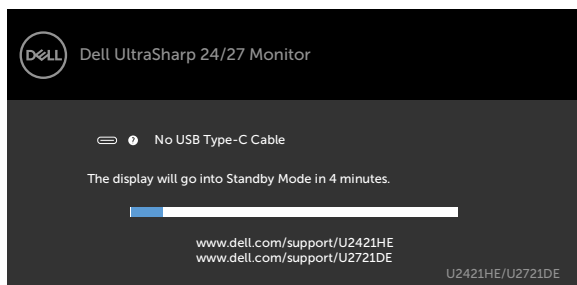 DELL
Dell UltraSharp 24/27 Monitor
? No USB Type-C Cable
The display will go into Standby Mode in 4 minutes.
www.dell.com/support/U2421HE
www.dell.com/support/U2721DE
U2421HE/U2721DE